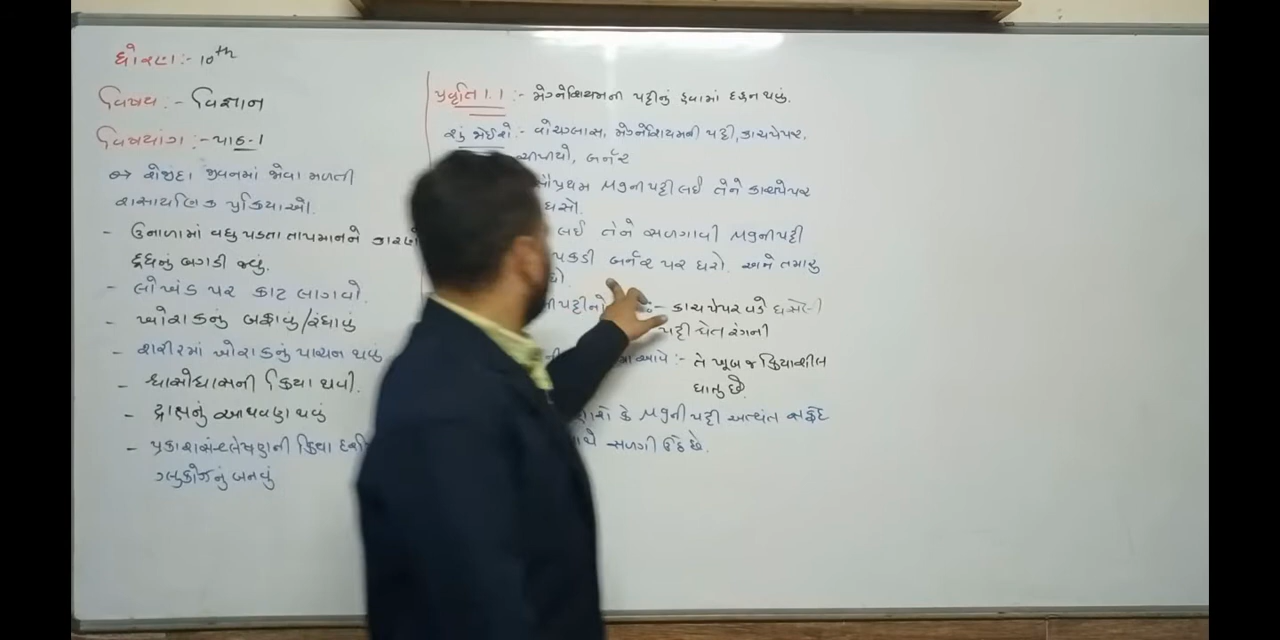 ધોરણ:- 10th
વિષય:- વિજ્ઞાન
વિષયાંગ:- પાઠ-1
રોજીંદા જીવનમાં જોવા મળતી
રાસાયણિક પ્રક્રિયાઓ.
- ઉનાળામાં વધુ પડતા તાપમાનને કારણે
દૂધનું બગડી જવું.
- લોખંડ પર કાટ લાગવો.
- ખોરાકનું બફાવું/રંધાવું
- શરીરમાં ખોરાકનું પાચન થવું
- શ્વાસોશ્વાસની ક્રિયા થવી.
- દ્રાક્ષનું આથવણ થવું
- પ્રકાશસંશ્લેષણની ક્રિયા
ગ્લુકોઝનું બનવું
પ્રવૃતિ 1.1 :- મેગ્નેશિયમની પટ્ટીનું હવામાં દહન થવું.
શું જોઈશે:- વોચગ્લાસ, મેગ્નેશિયમની પટ્ટી, કાચપેપર.
ચીપીયો, બર્નર
સૌપ્રથમ Mgની પટ્ટી લઈ તેને કાચપેપર
ઘસો.
લઈ તેને સળગાવી Mgની પટ્ટી
પકડી બર્નર પર ધરો. અને તમારુ
:- કાચપેપર વડે ઘસેલી
પટ્ટી શ્વેત રંગની
:- તે ખૂબ જ ક્રિયાશીલ
ધાતુ છે.
કે Mgની પટ્ટી અત્યંત સફેદ
સળગી ઉઠે છે.